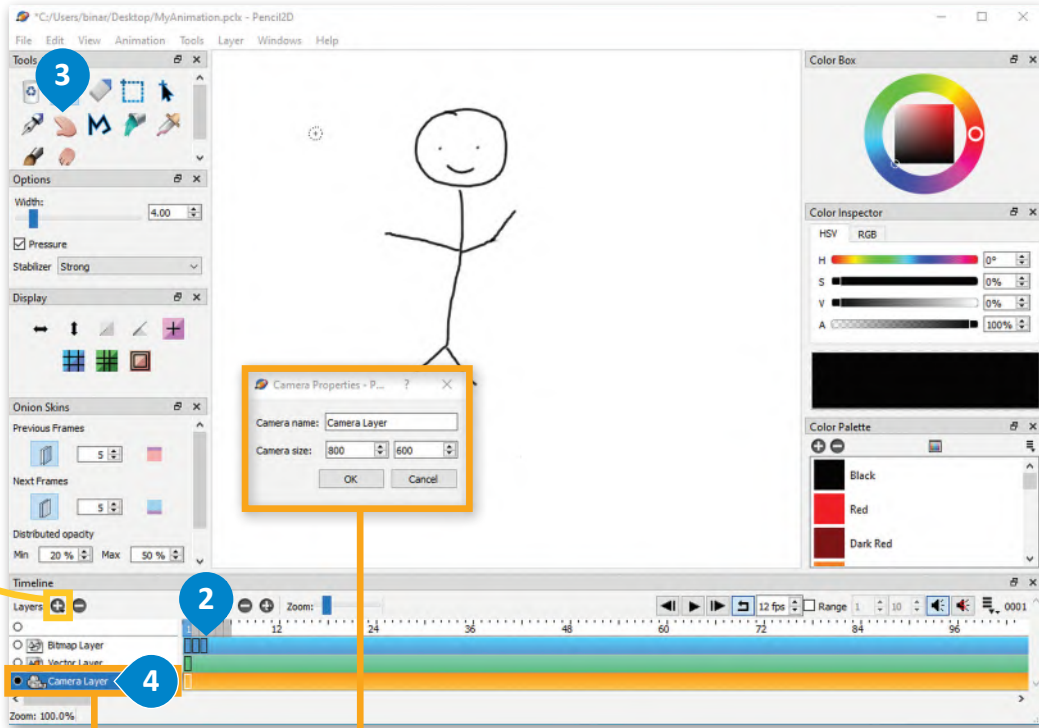 *C:/Users/binar/Desktop/MyAnimation.pclx - Pencil2D
File Edit View Animation Tools Layer Windows Help
Tools
3
Options
Width:
4.00
Pressure
Stabilizer Strong
Display
Onion Skins
Previous Frames
5
Next Frames
5
Distributed opacity
Min 20 % Max 50 %
Camera Properties - P... ?
Camera name: Camera Layer
Camera size: 800 600
OK Cancel
Color Box
Color Inspector
HSV RGB
H 0°
S 0%
V 0%
A 100%
Color Palette
Black
Red
Dark Red
Timeline
Layers 2 Zoom: 12 fps Range 1 10 0001
1 12 24 36 48 60 72 84 96
Bitmap Layer
Vector Layer
Camera Layer 4
Zoom: 100.0%